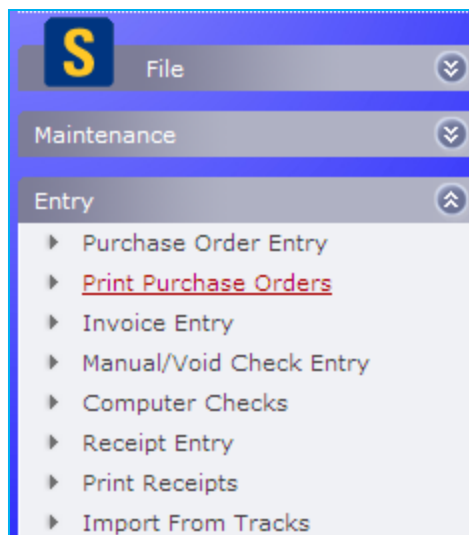 S
File
Maintenance
Entry
Purchase Order Entry
Print Purchase Orders
Invoice Entry
Manual/Void Check Entry
Computer Checks
Receipt Entry
Print Receipts
Import From Tracks